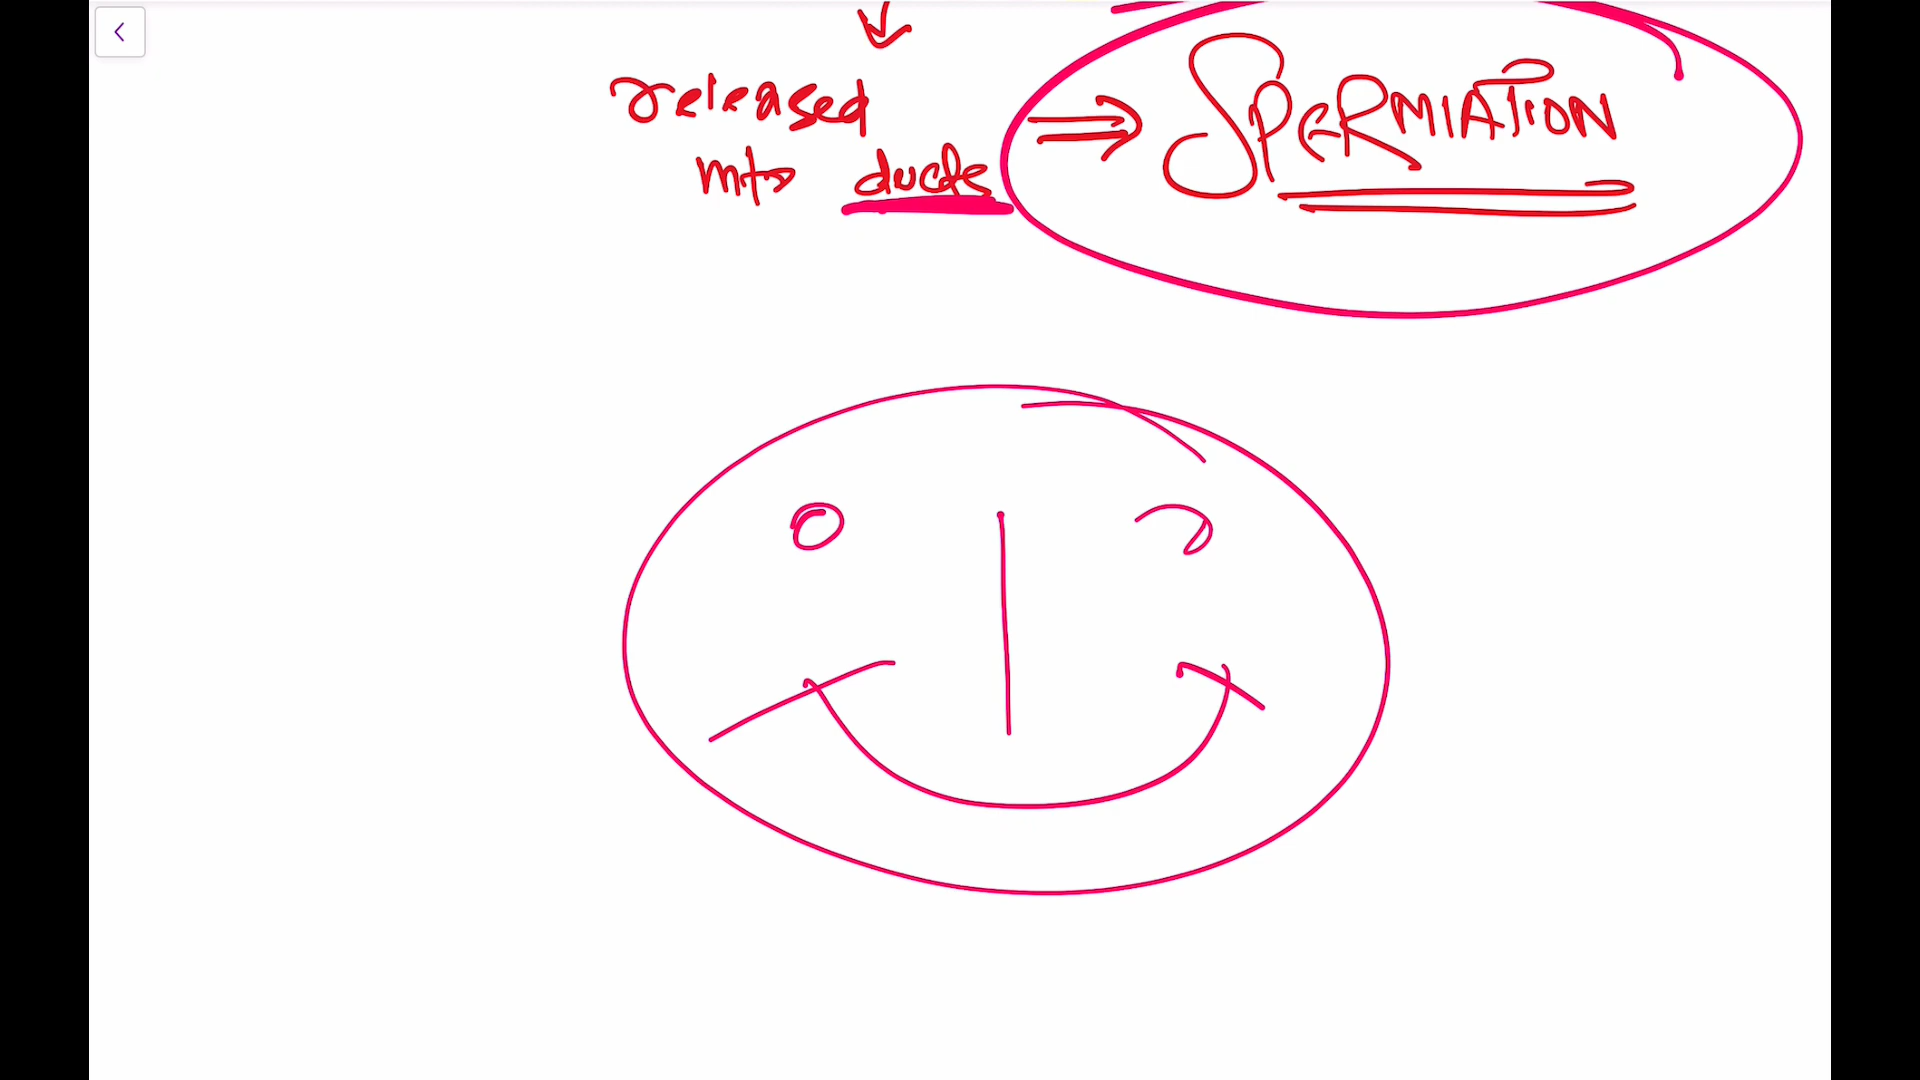 released ⇒ SPERMIATION
into ducts